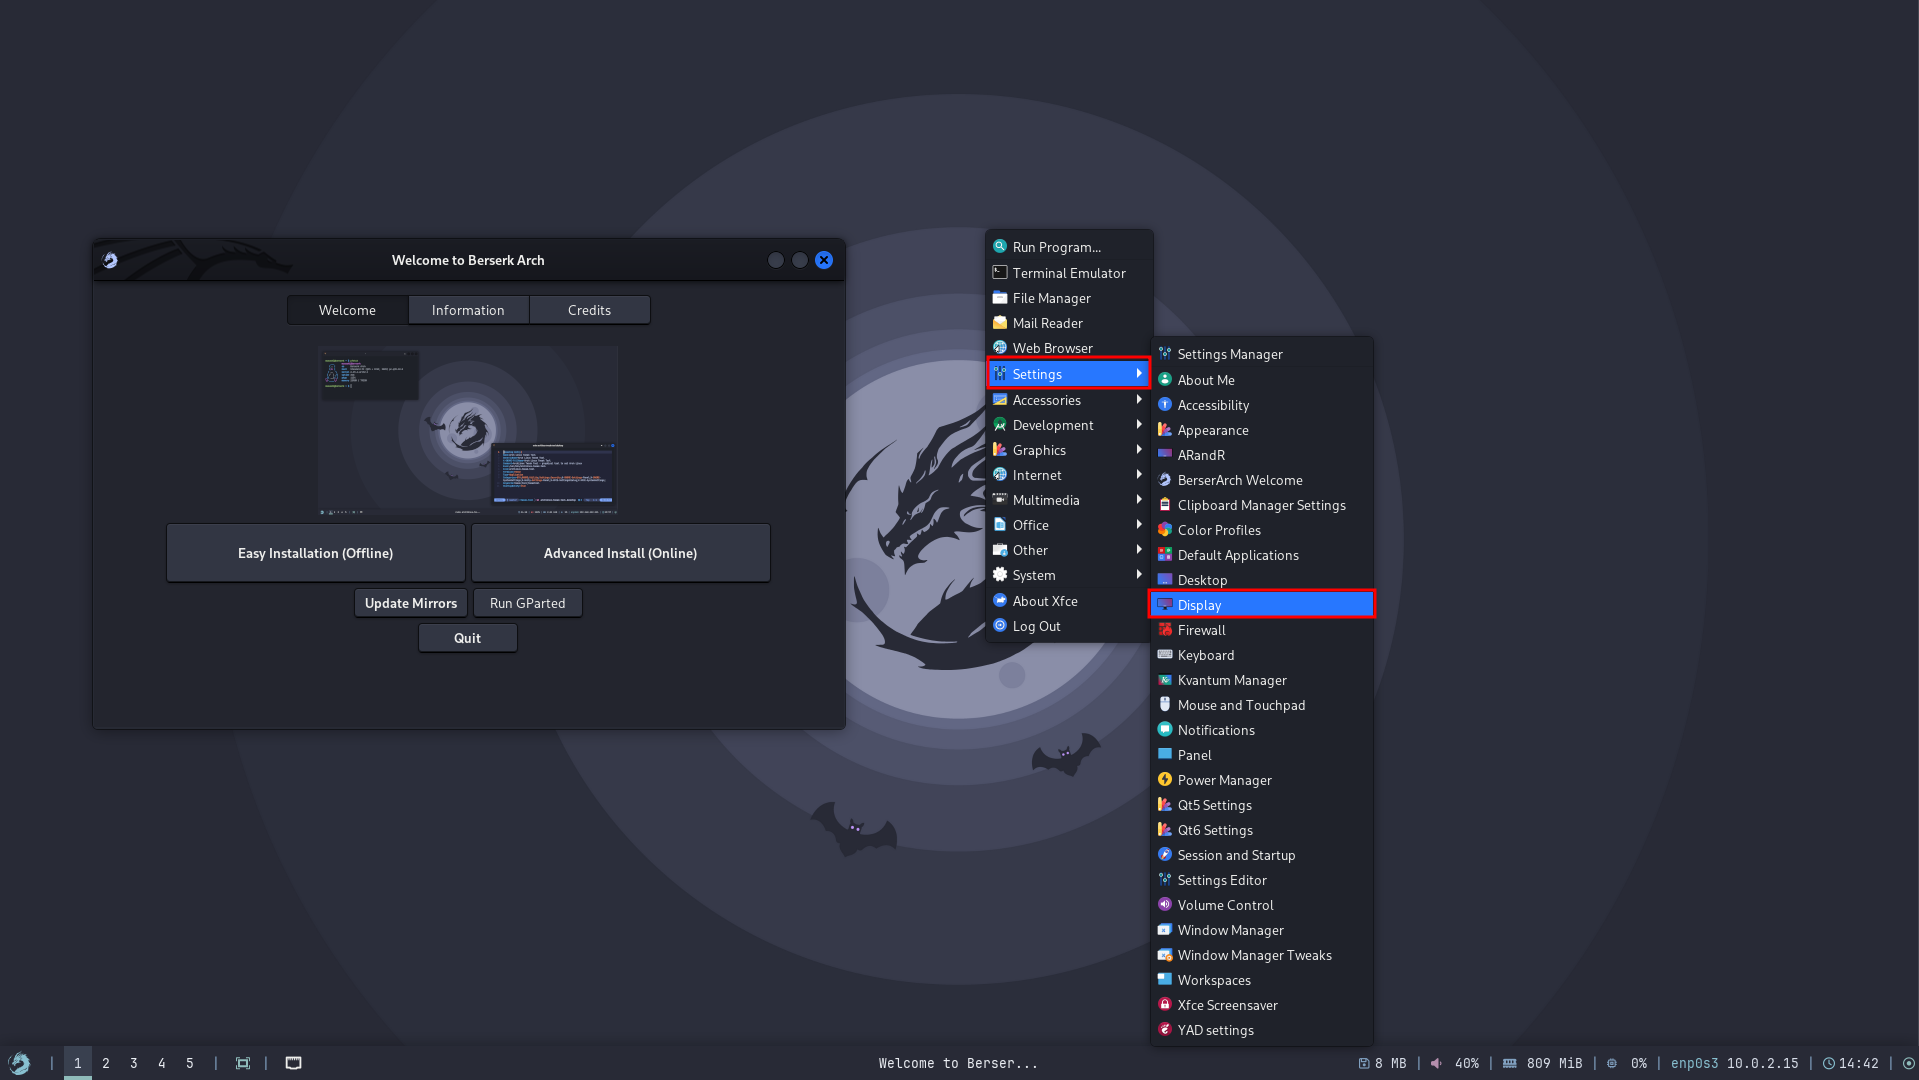 Welcome to Berserk Arch
Welcome
Information
Credits
Easy Installation (Offline)
Advanced Install (Online)
Update Mirrors
Run GParted
Quit
Run Program...
Terminal Emulator
File Manager
Mail Reader
Web Browser
Settings
Accessories
Development
Graphics
Internet
Multimedia
Office
Other
System
About Xfce
Log Out
Settings Manager
About Me
Accessibility
Appearance
ARandR
BerserArch Welcome
Clipboard Manager Settings
Color Profiles
Default Applications
Desktop
Display
Firewall
Keyboard
Kvantum Manager
Mouse and Touchpad
Notifications
Panel
Power Manager
Qt5 Settings
Qt6 Settings
Session and Startup
Settings Editor
Volume Control
Window Manager
Window Manager Tweaks
Workspaces
Xfce Screensaver
YAD settings
| 1 2 3 4 5 | |
Welcome to Berser...
8 MB | 40% | 809 MiB | 0% | enp0s3 10.0.2.15 | 14:42 |